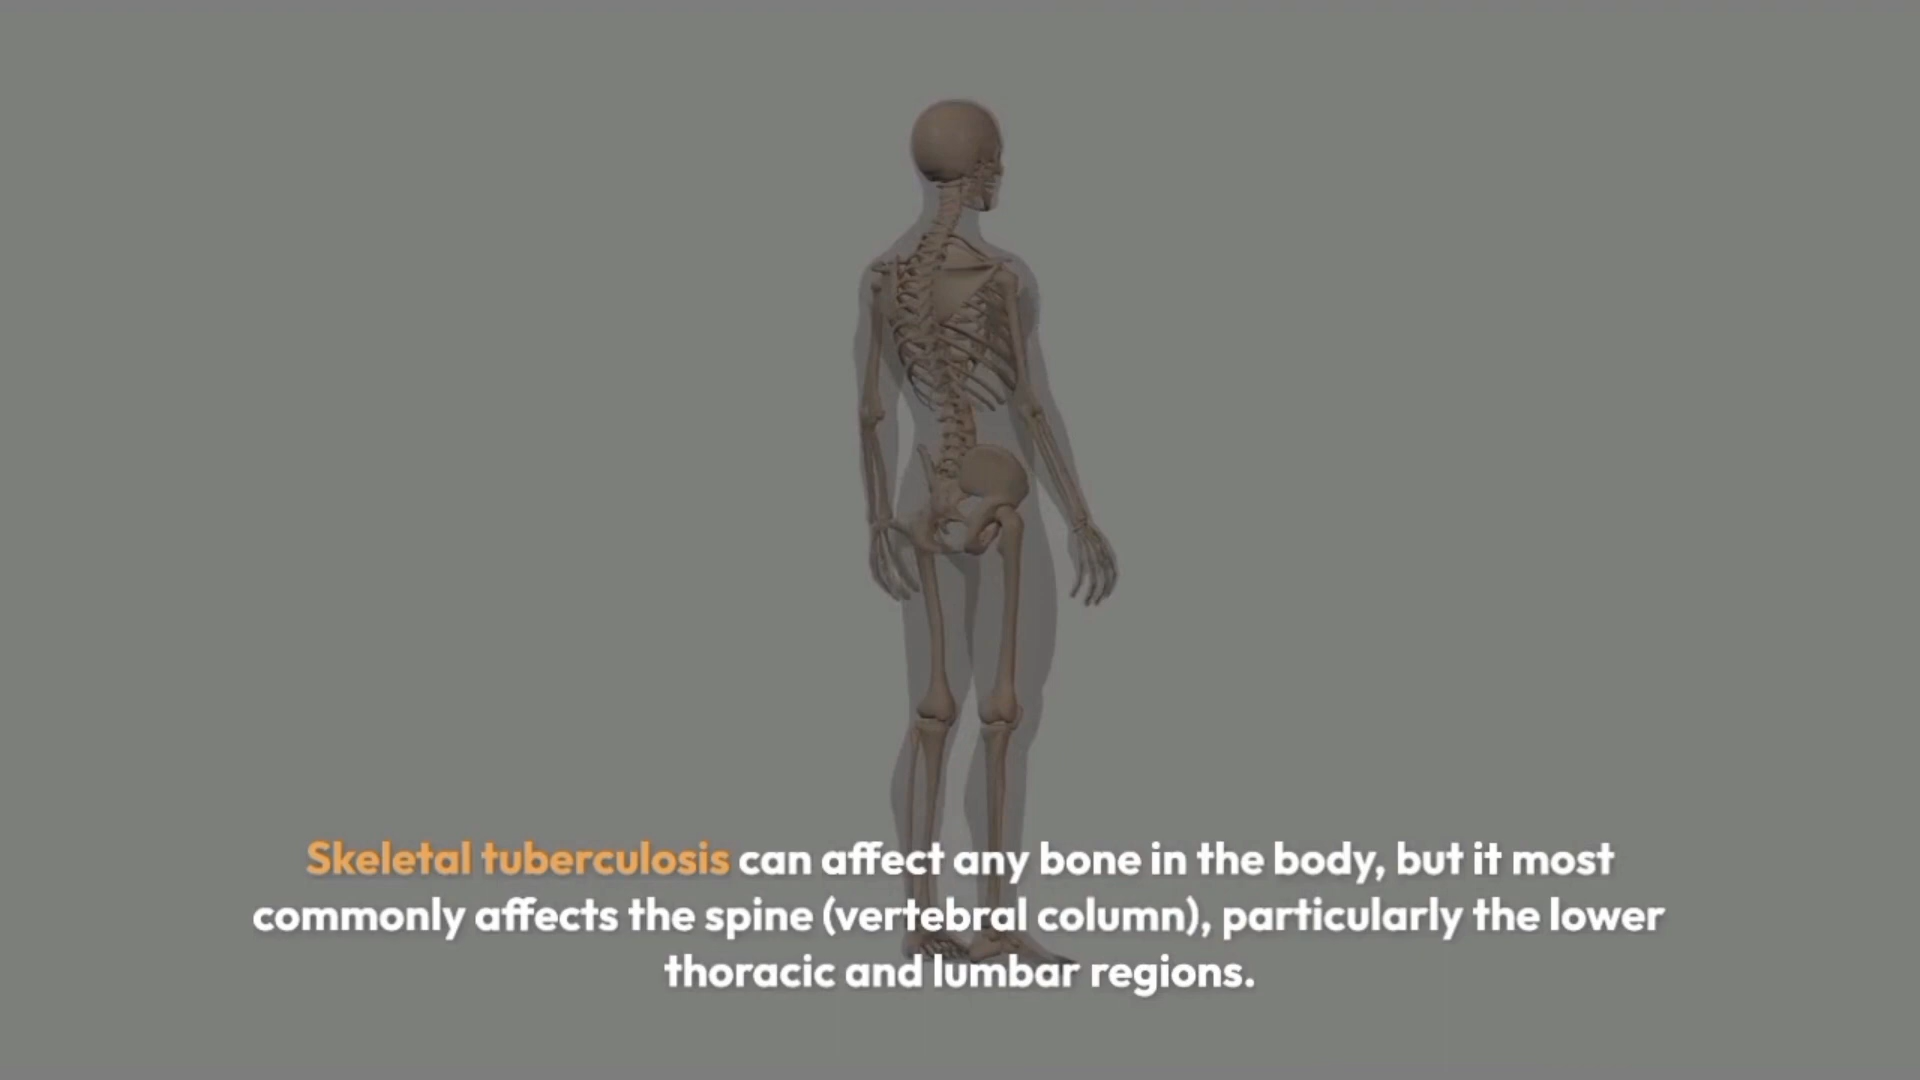 Skeletal tuberculosis can affect any bone in the body, but it most
commonly affects the spine (vertebral column), particularly the lower
thoracic and lumbar regions.